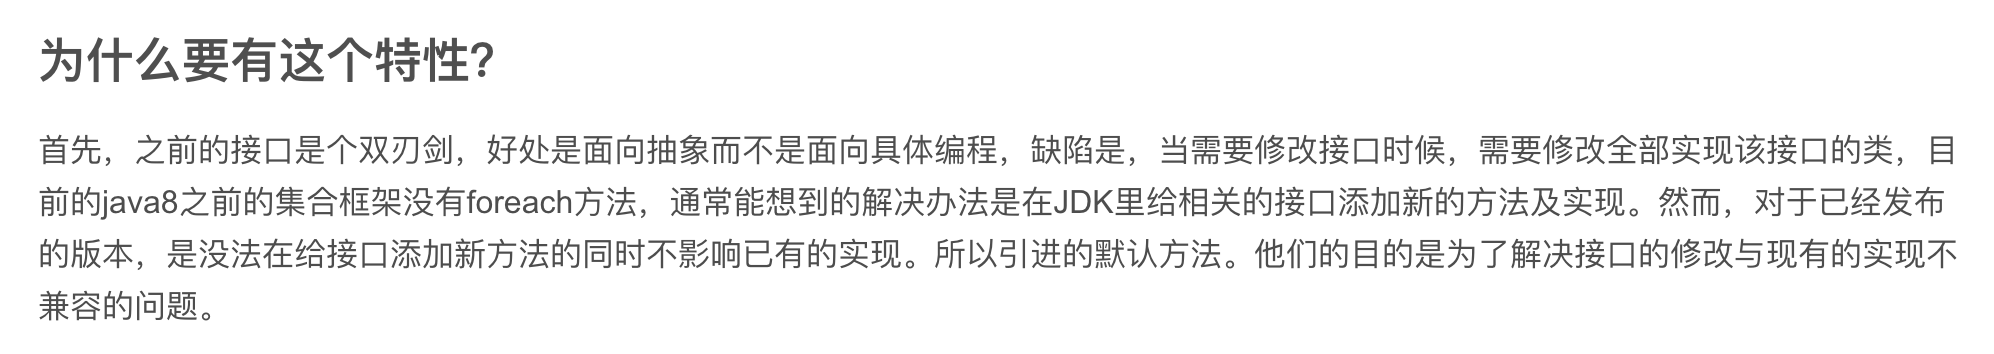 为什么要有这个特性?
首先，之前的接口是个双刃剑，好处是面向抽象而不是面向具体编程，缺陷是，当需要修改接口时候，需要修改全部实现该接口的类，目
前的java8之前的集合框架没有foreach方法，通常能想到的解决办法是在JDK里给相关的接口添加新的方法及实现。然而，对于已经发布
的版本，是没法在给接口添加新方法的同时不影响已有的实现。所以引进的默认方法。他们的目的是为了解决接口的修改与现有的实现不
兼容的问题。